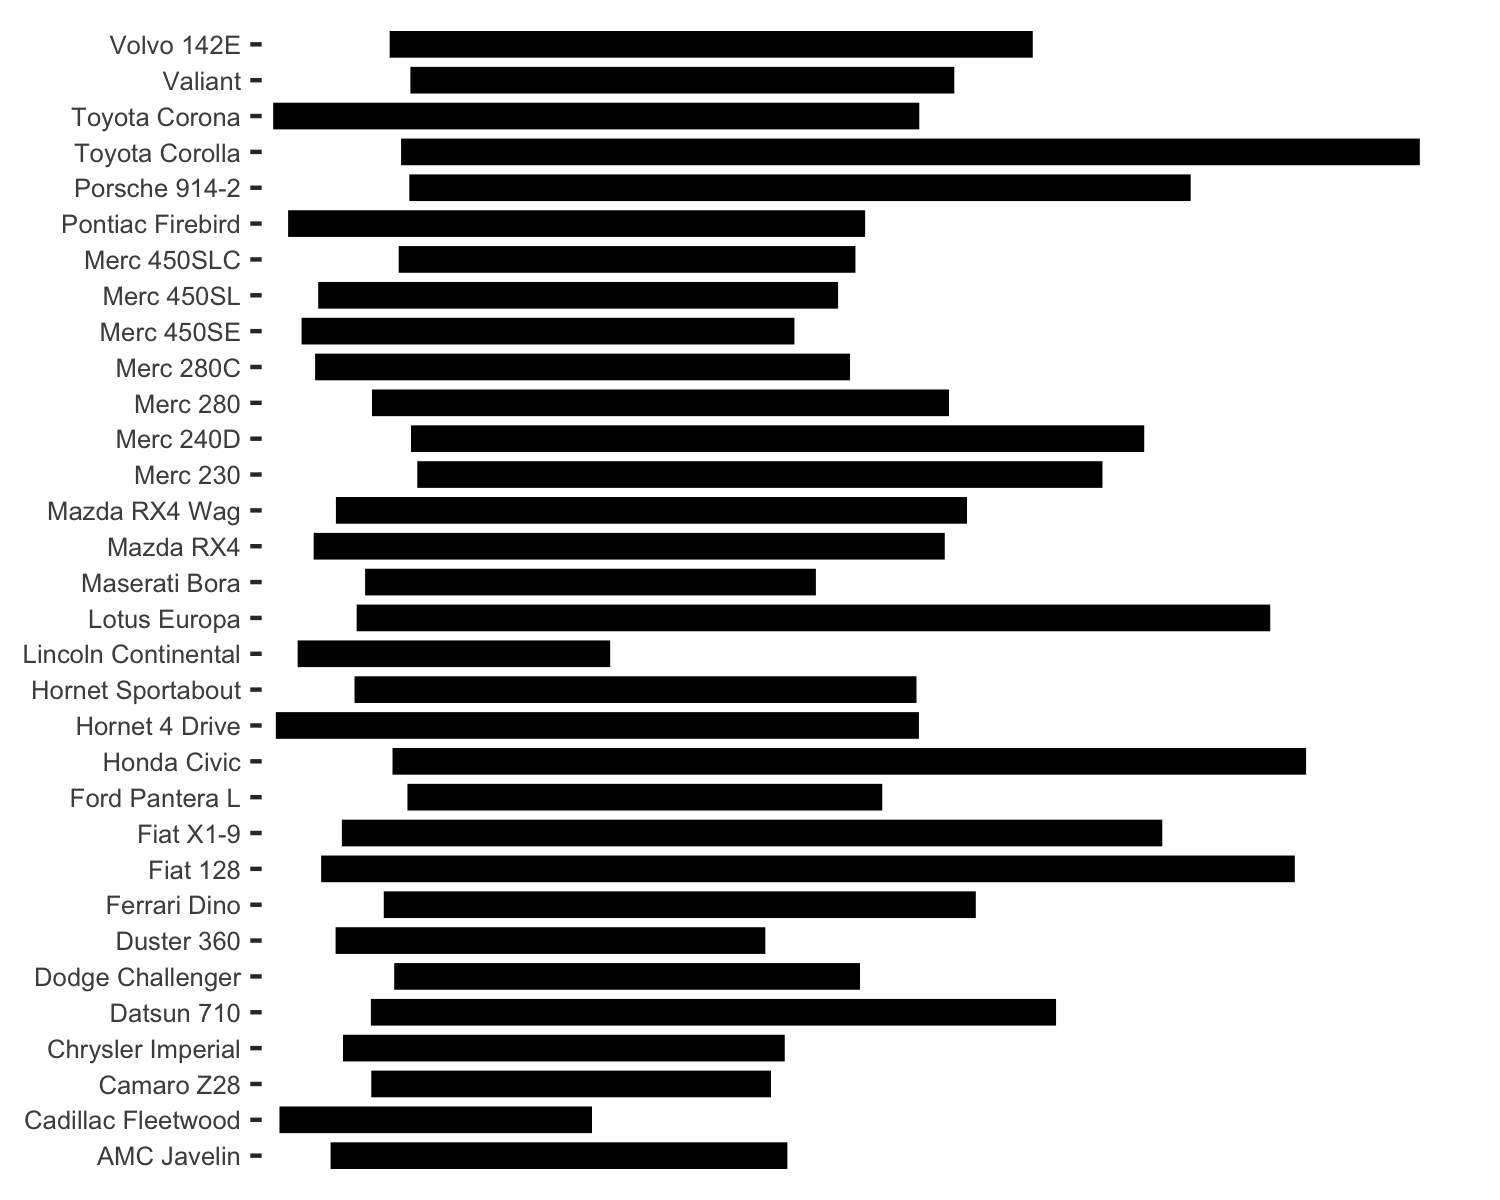 Volvo 142E
Valiant
Toyota Corona
Toyota Corolla
Porsche 914-2
Pontiac Firebird
Merc 450SLC
Merc 450SL
Merc 450SE
Merc 280C
Merc 280
Merc 240D
Merc 230
Mazda RX4 Wag
Mazda RX4
Maserati Bora
Lotus Europa
Lincoln Continental
Hornet Sportabout
Hornet 4 Drive
Honda Civic
Ford Pantera L
Fiat X1-9
Fiat 128
Ferrari Dino
Duster 360
Dodge Challenger
Datsun 710
Chrysler Imperial
Camaro Z28
Cadillac Fleetwood
AMC Javelin